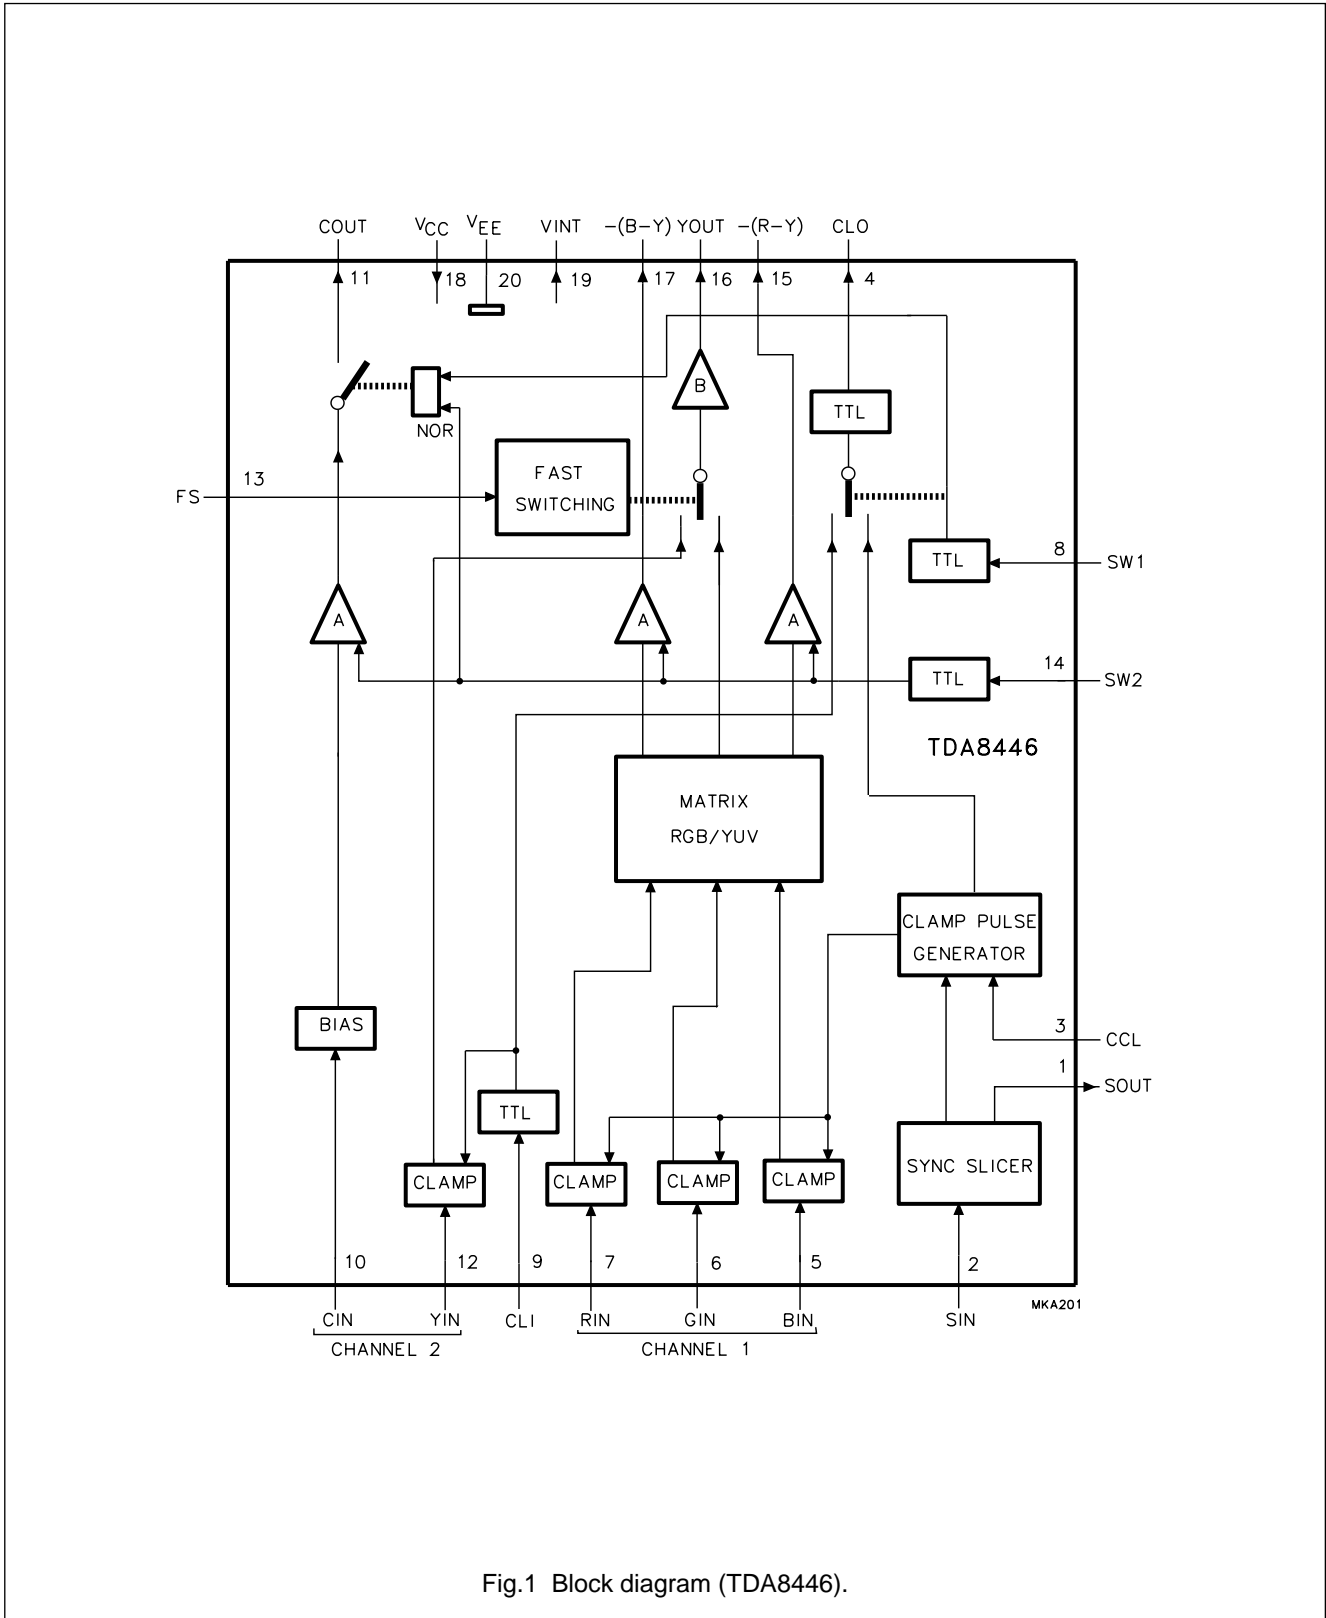 COUT VCC VEE VINT -(B-Y) YOUT -(R-Y) CLO
11 18 20 19 17 16 15 4
B
TTL
NOR
FAST
SWITCHING
13
FS
8
TTL
SW1
A A A
14
TTL
SW2
TDA8446
MATRIX
RGB/YUV
CLAMP PULSE
GENERATOR
BIAS
3
CCL
1
SOUT
TTL
SYNC SLICER
CLAMP CLAMP CLAMP CLAMP
10 12 9 7 6 5 2
MKA201
CIN YIN CLI RIN GIN BIN SIN
CHANNEL 2 CHANNEL 1
Fig.1 Block diagram (TDA8446).